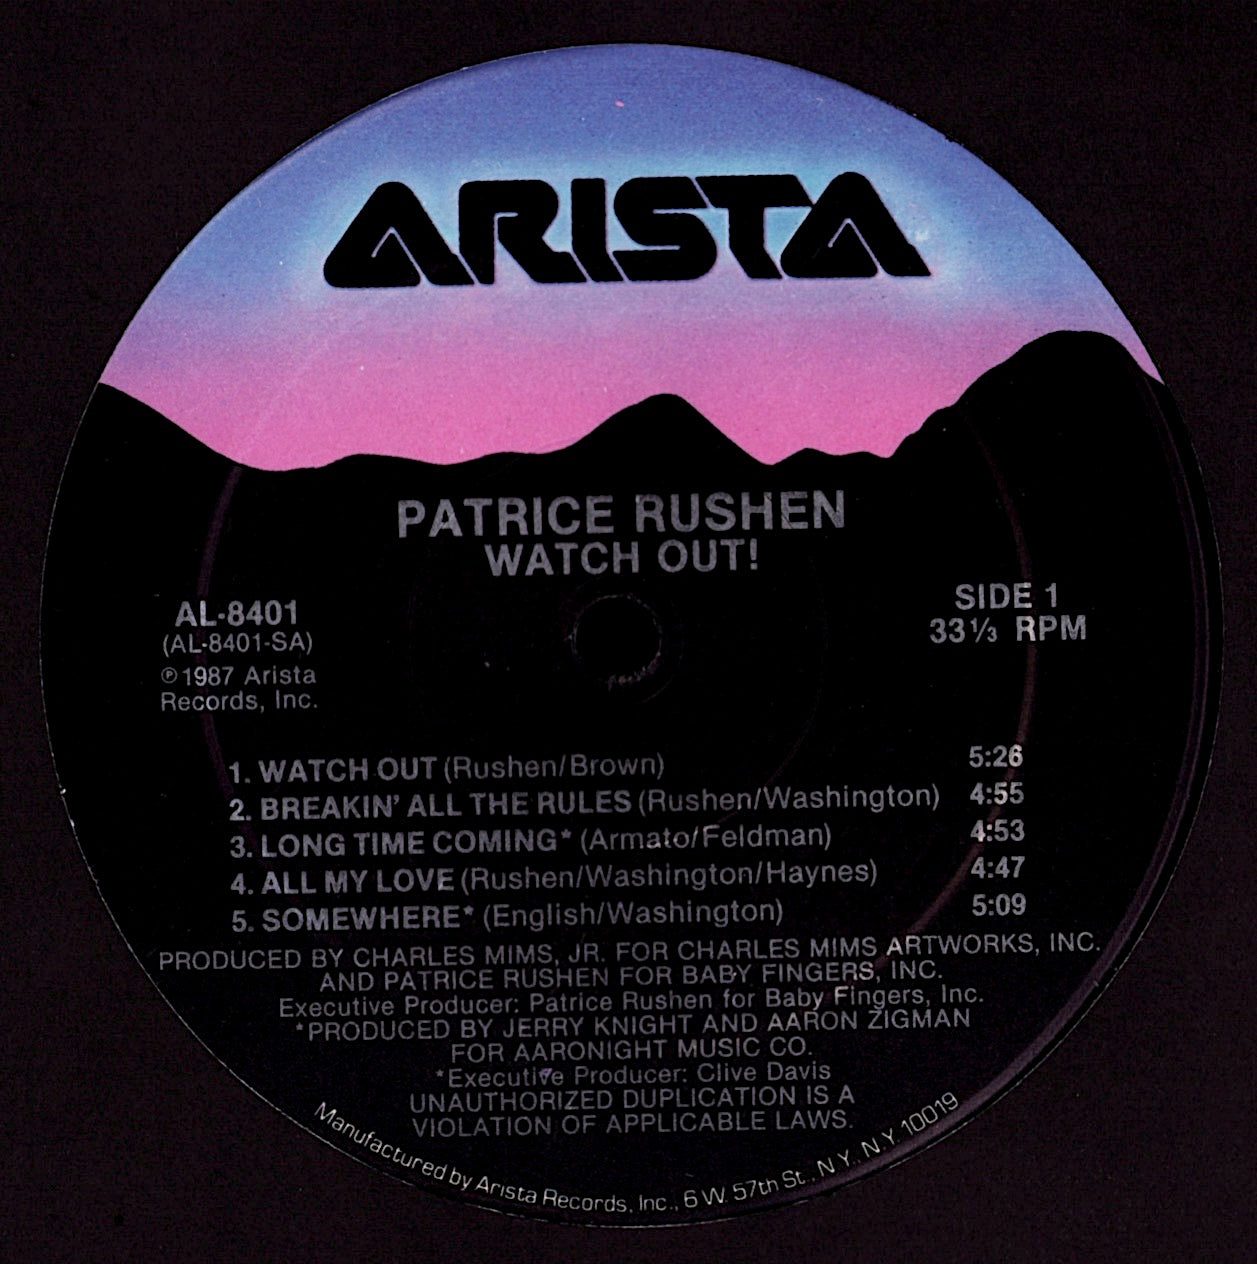 ARISTA
PATRICE RUSHEN
WATCH OUT!
AL-8401
(AL-8401-SA)
℗1987 Arista
Records, Inc.
SIDE 1
33⅓ RPM
1. WATCH OUT (Rushen/Brown) 5:26
2. BREAKIN' ALL THE RULES (Rushen/Washington) 4:55
3. LONG TIME COMING* (Armato/Feldman) 4:53
4. ALL MY LOVE (Rushen/Washington/Haynes) 4:47
5. SOMEWHERE* (English/Washington) 5:09
PRODUCED BY CHARLES MIMS, JR. FOR CHARLES MIMS ARTWORKS, INC.
AND PATRICE RUSHEN FOR BABY FINGERS, INC.
Executive Producer: Patrice Rushen for Baby Fingers, Inc.
*PRODUCED BY JERRY KNIGHT AND AARON ZIGMAN
FOR AARONIGHT MUSIC CO.
*Executive Producer: Clive Davis
UNAUTHORIZED DUPLICATION IS A
VIOLATION OF APPLICABLE LAWS.
Manufactured by Arista Records, Inc., 6 W. 57th St., N.Y., N.Y. 10019